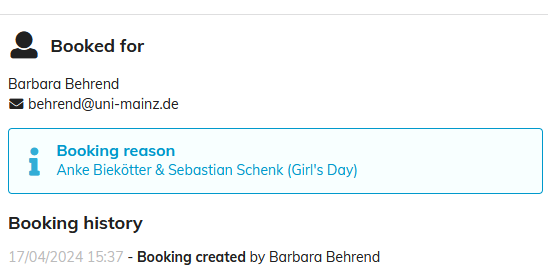 Booked for
Barbara Behrend
behrend@uni-mainz.de
Booking reason
Anke Biekötter & Sebastian Schenk (Girl's Day)
Booking history
17/04/2024 15:37 - Booking created by Barbara Behrend